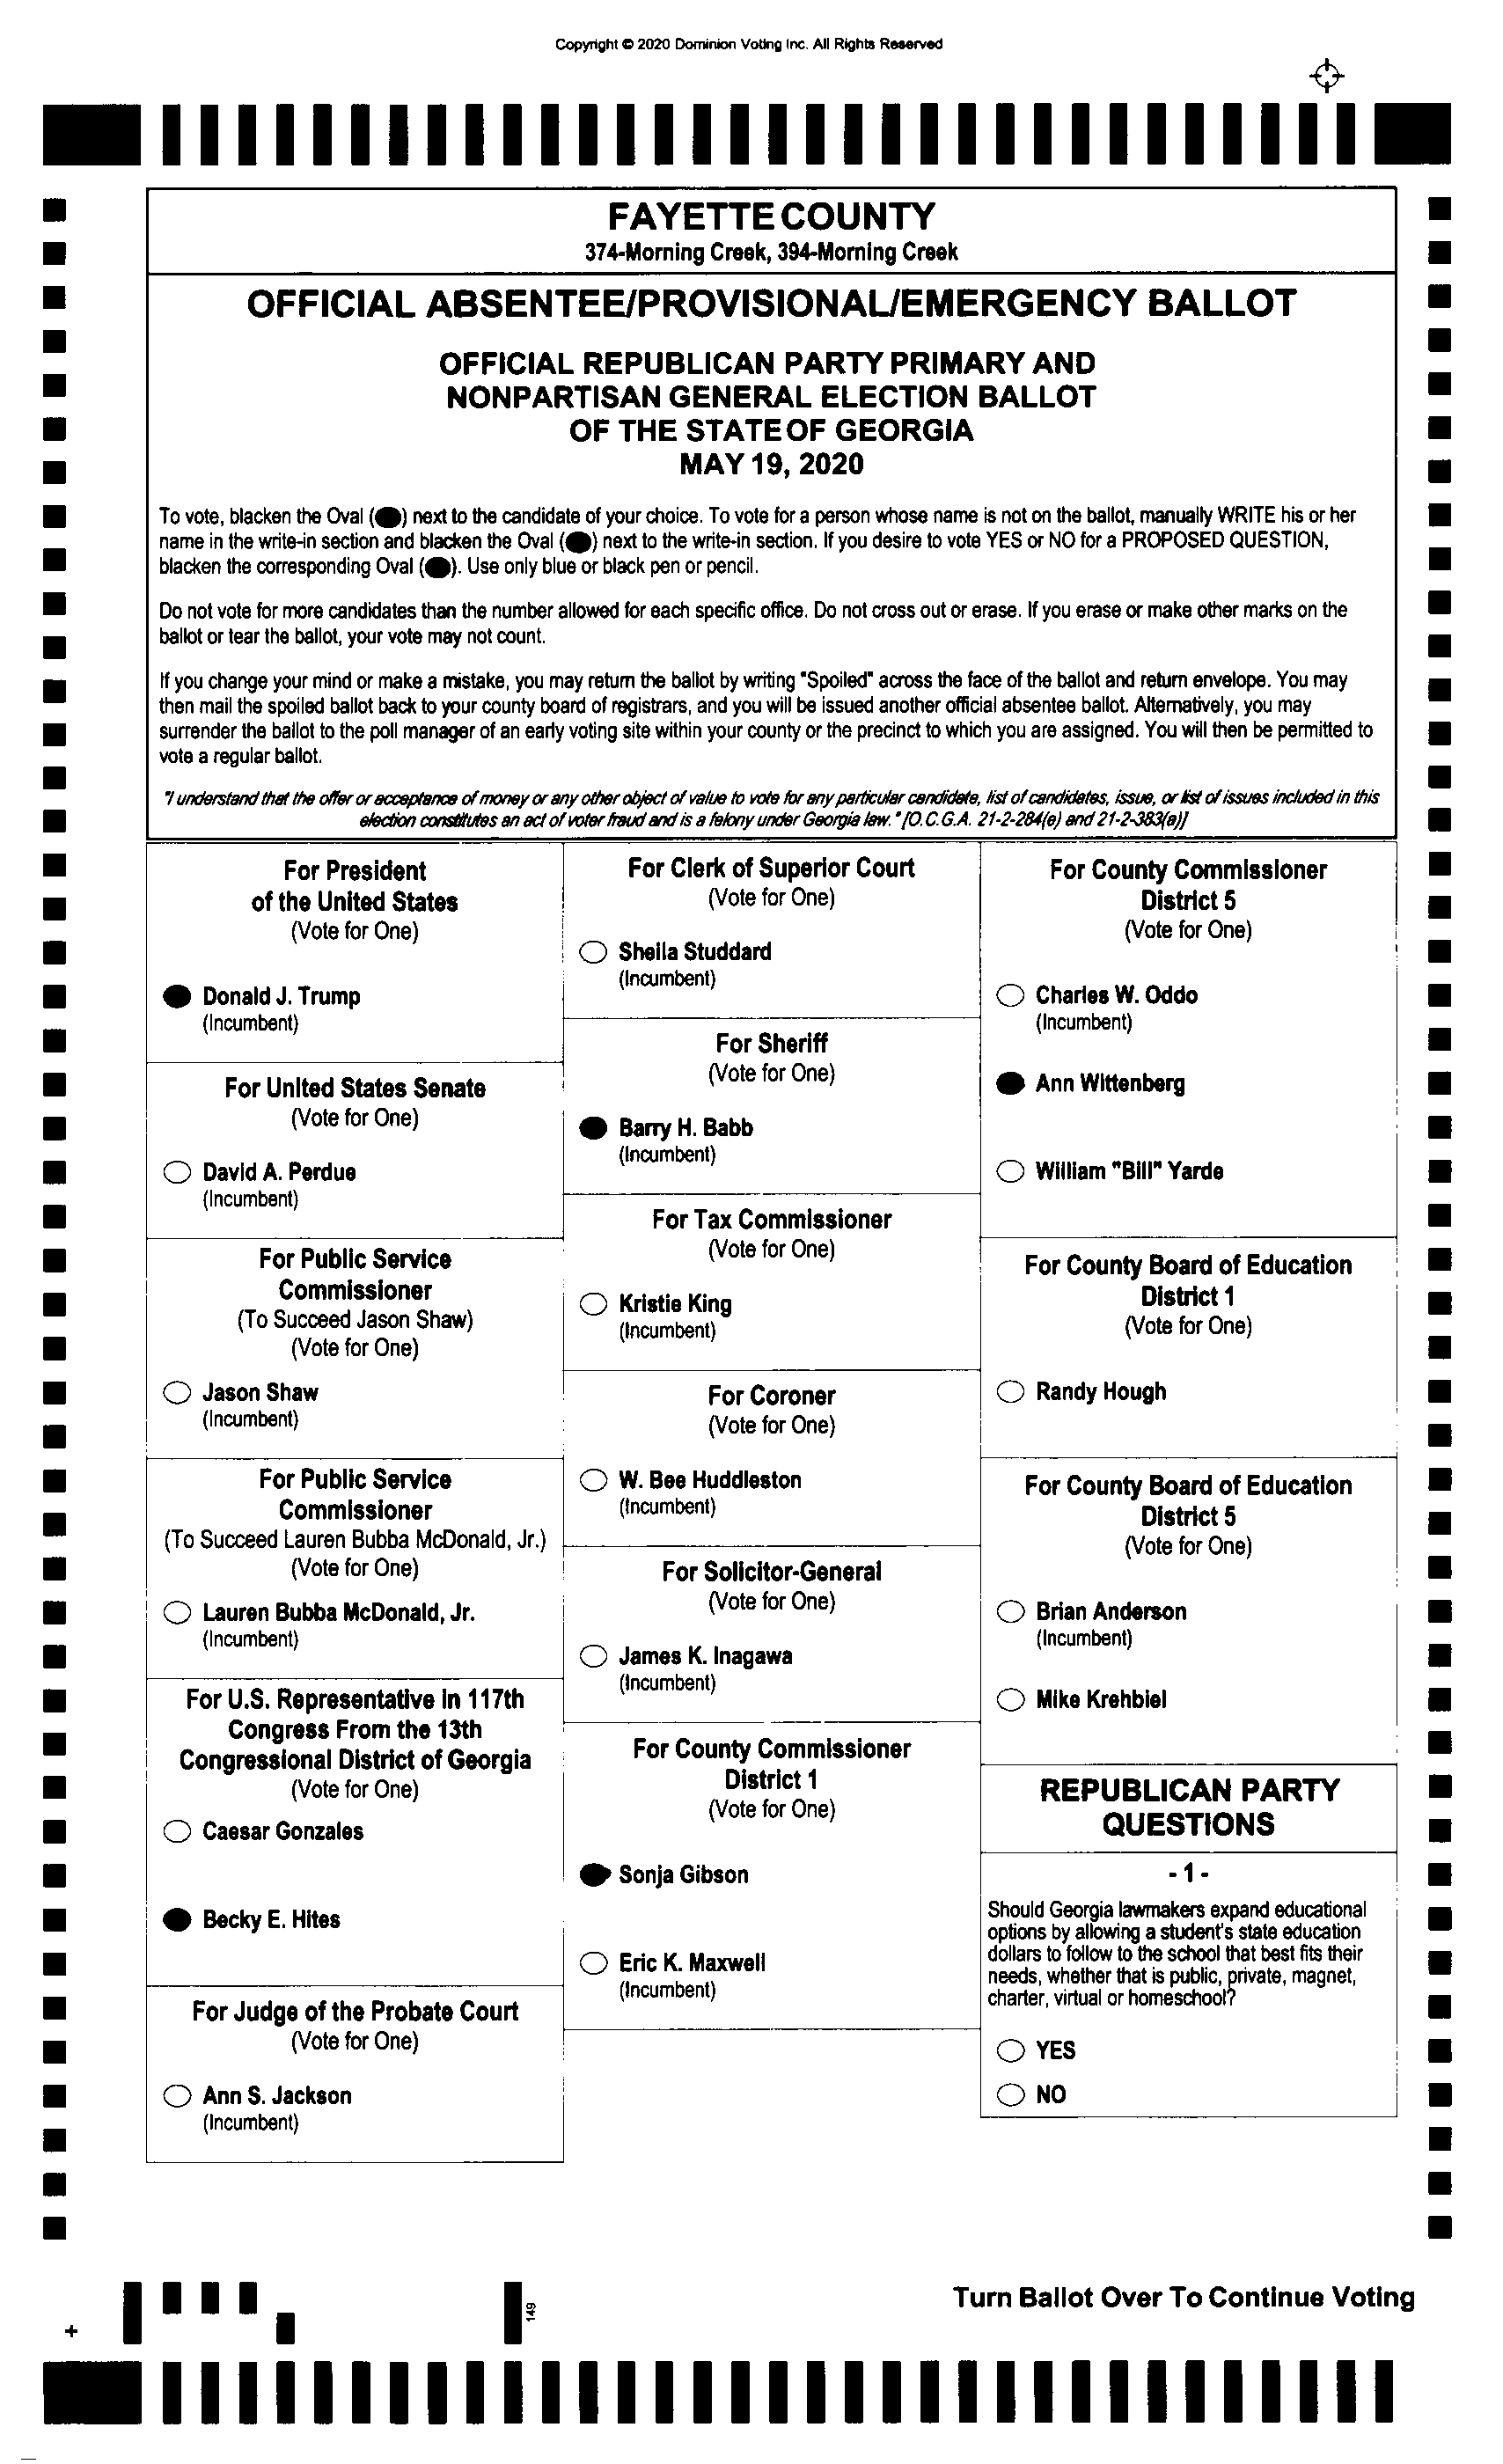 Copyright © 2020 Dominion Voting Inc. All Rights Reserved
FAYETTE COUNTY
374-Morning Creek, 394-Morning Creek
OFFICIAL ABSENTEE/PROVISIONAL/EMERGENCY BALLOT
OFFICIAL REPUBLICAN PARTY PRIMARY AND
NONPARTISAN GENERAL ELECTION BALLOT
OF THE STATE OF GEORGIA
MAY 19, 2020
To vote, blacken the Oval (●) next to the candidate of your choice. To vote for a person whose name is not on the ballot, manually WRITE his or her
name in the write-in section and blacken the Oval (●) next to the write-in section. If you desire to vote YES or NO for a PROPOSED QUESTION,
blacken the corresponding Oval (●). Use only blue or black pen or pencil.
Do not vote for more candidates than the number allowed for each specific office. Do not cross out or erase. If you erase or make other marks on the
ballot or tear the ballot, your vote may not count.
If you change your mind or make a mistake, you may return the ballot by writing "Spoiled" across the face of the ballot and return envelope. You may
then mail the spoiled ballot back to your county board of registrars, and you will be issued another official absentee ballot. Alternatively, you may
surrender the ballot to the poll manager of an early voting site within your county or the precinct to which you are assigned. You will then be permitted to
vote a regular ballot.
"I understand that the offer or acceptance of money or any other object of value to vote for any particular candidate, list of candidates, issue, or list of issues included in this
election constitutes an act of voter fraud and is a felony under Georgia law." [O.C.G.A. 21-2-284(e) and 21-2-383(a)]
For President
of the United States
(Vote for One)
Donald J. Trump
(Incumbent)
For United States Senate
(Vote for One)
David A. Perdue
(Incumbent)
For Public Service
Commissioner
(To Succeed Jason Shaw)
(Vote for One)
Jason Shaw
(Incumbent)
For Public Service
Commissioner
(To Succeed Lauren Bubba McDonald, Jr.)
(Vote for One)
Lauren Bubba McDonald, Jr.
(Incumbent)
For U.S. Representative in 117th
Congress From the 13th
Congressional District of Georgia
(Vote for One)
Caesar Gonzales
Becky E. Hites
For Judge of the Probate Court
(Vote for One)
Ann S. Jackson
(Incumbent)
For Clerk of Superior Court
(Vote for One)
Sheila Studdard
(Incumbent)
For Sheriff
(Vote for One)
Barry H. Babb
(Incumbent)
For Tax Commissioner
(Vote for One)
Kristie King
(Incumbent)
For Coroner
(Vote for One)
W. Bee Huddleston
(Incumbent)
For Solicitor-General
(Vote for One)
James K. Inagawa
(Incumbent)
For County Commissioner
District 1
(Vote for One)
Sonja Gibson
Eric K. Maxwell
(Incumbent)
For County Commissioner
District 5
(Vote for One)
Charles W. Oddo
(Incumbent)
Ann Wittenberg
William "Bill" Yarde
For County Board of Education
District 1
(Vote for One)
Randy Hough
For County Board of Education
District 5
(Vote for One)
Brian Anderson
(Incumbent)
Mike Krehbiel
REPUBLICAN PARTY
QUESTIONS
- 1 -
Should Georgia lawmakers expand educational
options by allowing a student's state education
dollars to follow to the school that best fits their
needs, whether that is public, private, magnet,
charter, virtual or homeschool?
YES
NO
Turn Ballot Over To Continue Voting
149